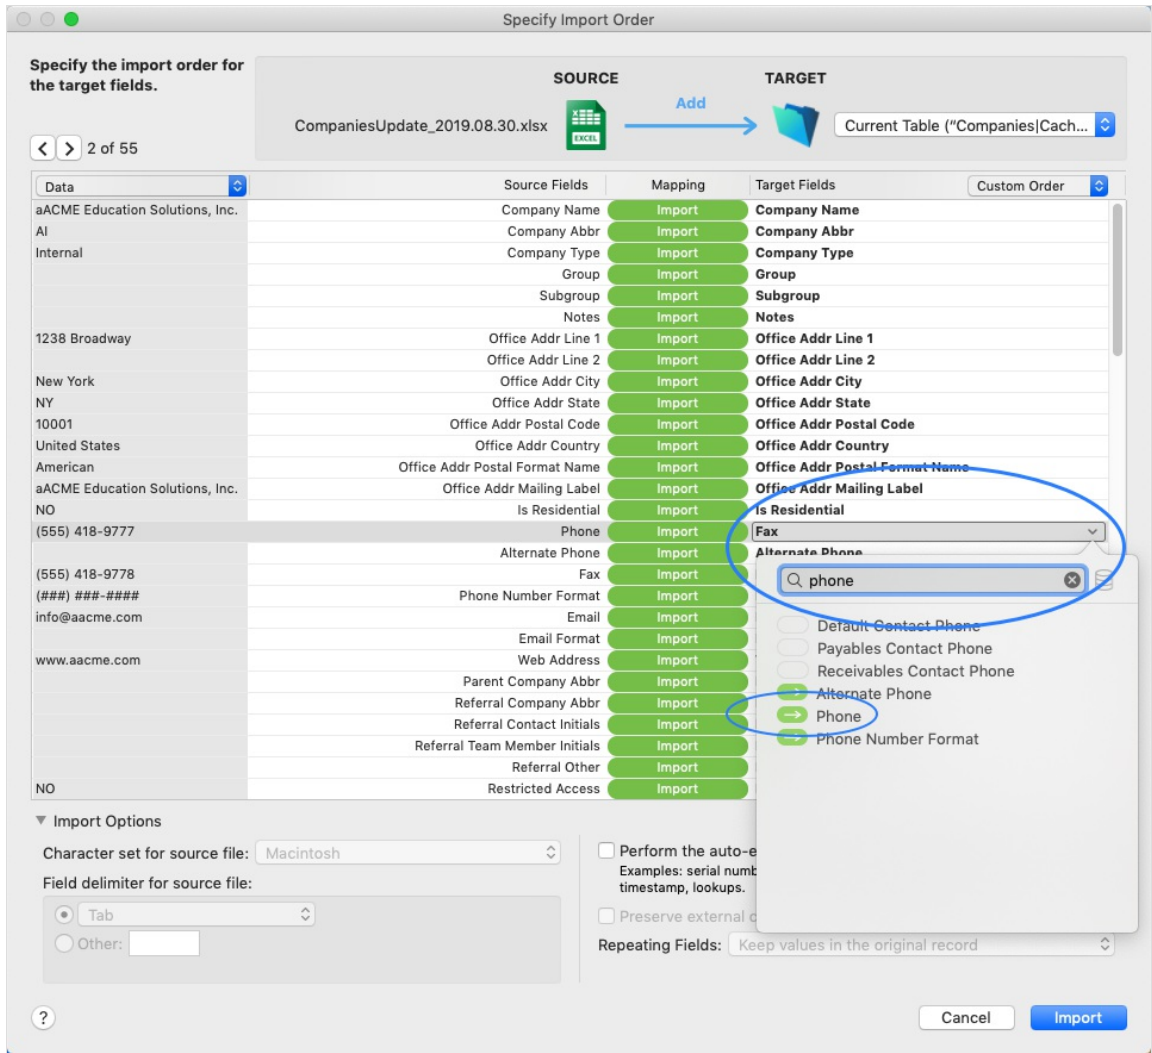 Specify Import Order
Specify the import order for
the target fields.
SOURCE
TARGET
CompaniesUpdate_2019.08.30.xlsx
EXCEL
Add
Current Table ("Companies|Cach...
2 of 55
Data Source Fields Mapping Target Fields Custom Order
aACME Education Solutions, Inc. Company Name Import Company Name
AI Company Abbr Import Company Abbr
Internal Company Type Import Company Type
Group Import Group
Subgroup Import Subgroup
Notes Import Notes
1238 Broadway Office Addr Line 1 Import Office Addr Line 1
Office Addr Line 2 Import Office Addr Line 2
New York Office Addr City Import Office Addr City
NY Office Addr State Import Office Addr State
10001 Office Addr Postal Code Import Office Addr Postal Code
United States Office Addr Country Import Office Addr Country
American Office Addr Postal Format Name Import Office Addr Postal Format Name
aACME Education Solutions, Inc. Office Addr Mailing Label Import Office Addr Mailing Label
NO Is Residential Import Is Residential
(555) 418-9777 Phone Import Fax
Alternate Phone Import Alternate Phone
(555) 418-9778 Fax Import
(###) ###-#### Phone Number Format Import
info@aacme.com Email Import
Email Format Import
www.aacme.com Web Address Import
Parent Company Abbr Import
Referral Company Abbr Import
Referral Contact Initials Import
Referral Team Member Initials Import
Referral Other Import
NO Restricted Access Import
phone
Default Contact Phone
Payables Contact Phone
Receivables Contact Phone
Alternate Phone
Phone
Phone Number Format
Import Options
Character set for source file: Macintosh
Field delimiter for source file:
Tab
Other:
Perform the auto-e
Examples: serial numb
timestamp, lookups.
Preserve external c
Repeating Fields: Keep values in the original record
?
Cancel
Import